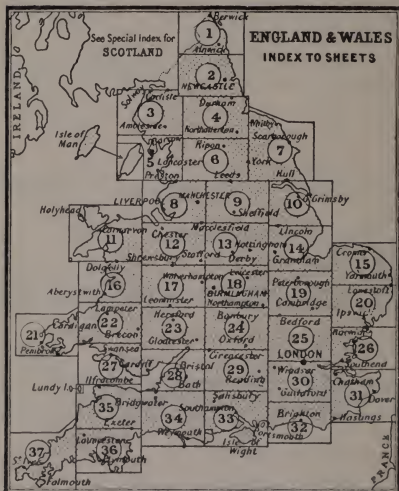 Berwick
1
See Special Index for
SCOTLAND
ENGLAND & WALES
INDEX TO SHEETS
Alnwick
2
NEWCASTLE
IRELAND
Solway
Carlisle
3
Ambleside
Durham
4
Northallerton
Whitby
Scarborough
7
Isle of
Man
5
Lancaster
Preston
Ripon
6
Leeds
York
Hull
LIVERPOOL
8
MANCHESTER
9
Sheffield
10
Grimsby
Holyhead
Carnarvon
11
Chester
12
Shrewsbury
Stafford
Macclesfield
13
Nottingham
Derby
Lincoln
14
Grantham
Cromer
15
Yarmouth
Dolgelly
16
Aberystwith
Wolverhampton
17
Leominster
Leicester
18
BIRMINGHAM
Northampton
Peterborough
19
Cambridge
Lowestoft
20
Ipswich
21
Cardigan
Pembroke
Lampeter
22
Brecon
Hereford
23
Gloucester
Banbury
24
Oxford
Bedford
25
LONDON
Harwich
26
Southend
Swansea
27
Cardiff
Ilfracombe
Lundy I.
28
Bristol
Bath
Cirencester
29
Reading
Windsor
30
Guildford
Chatham
31
Dover
Hastings
35
Bridgwater
Exeter
34
Weymouth
Salisbury
Southampton
33
Isle of
Wight
Brighton
32
Portsmouth
37
St Ives
Falmouth
Launceston
36
Plymouth
FRANCE